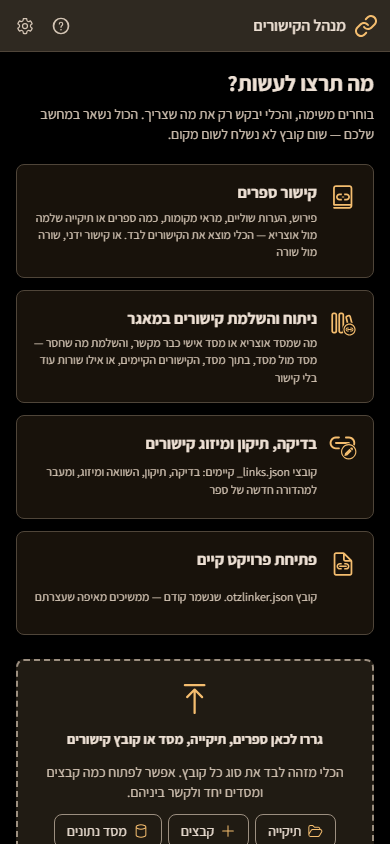 מנהל הקישורים
מה תרצו לעשות?
בוחרים משימה, והכלי יבקש רק את מה שצריך. הכול נשאר במחשב
שלכם — שום קובץ לא נשלח לשום מקום.
קישור ספרים
פירוש, הערות שוליים, מראי מקומות, כמה ספרים או תיקייה שלמה
מול אוצריא — הכלי מוצא את הקישורים לבד. או קישור ידני, שורה
מול שורה
ניתוח והשלמת קישורים במאגר
מה שמסד אוצריא או מסד אישי כבר מקשר, והשלמת מה שחסר —
מסד מול מסד, בתוך מסד, הקישורים הקיימים, או אילו שורות עוד
בלי קישור
בדיקה, תיקון ומיזוג קישורים
קובצי links.json_ קיימים: בדיקה, תיקון, השוואה ומיזוג, ומעבר
למהדורה חדשה של ספר
פתיחת פרויקט קיים
קובץ otzlinker.json. שנשמר קודם — ממשיכים מאיפה שעצרתם
גררו לכאן ספרים, תיקייה, מסד או קובץ קישורים
הכלי מזהה לבד את סוג כל קובץ. אפשר לפתוח כמה קבצים
ומסדים יחד ולקשר ביניהם.
תיקייה
קבצים
מסד נתונים